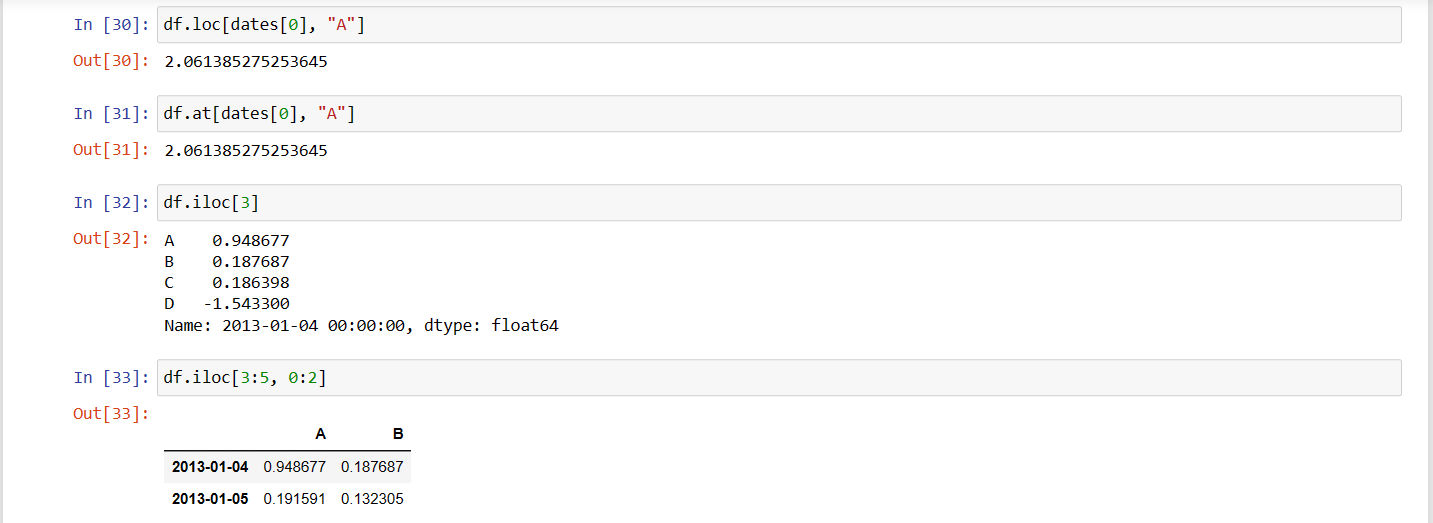 In [30]: df.loc[dates[0], "A"]
Out[30]: 2.061385275253645
In [31]: df.at[dates[0], "A"]
Out[31]: 2.061385275253645
In [32]: df.iloc[3]
Out[32]: A 0.948677
B 0.187687
C 0.186398
D -1.543300
Name: 2013-01-04 00:00:00, dtype: float64
In [33]: df.iloc[3:5, 0:2]
Out[33]:
A B
2013-01-04 0.948677 0.187687
2013-01-05 0.191591 0.132305